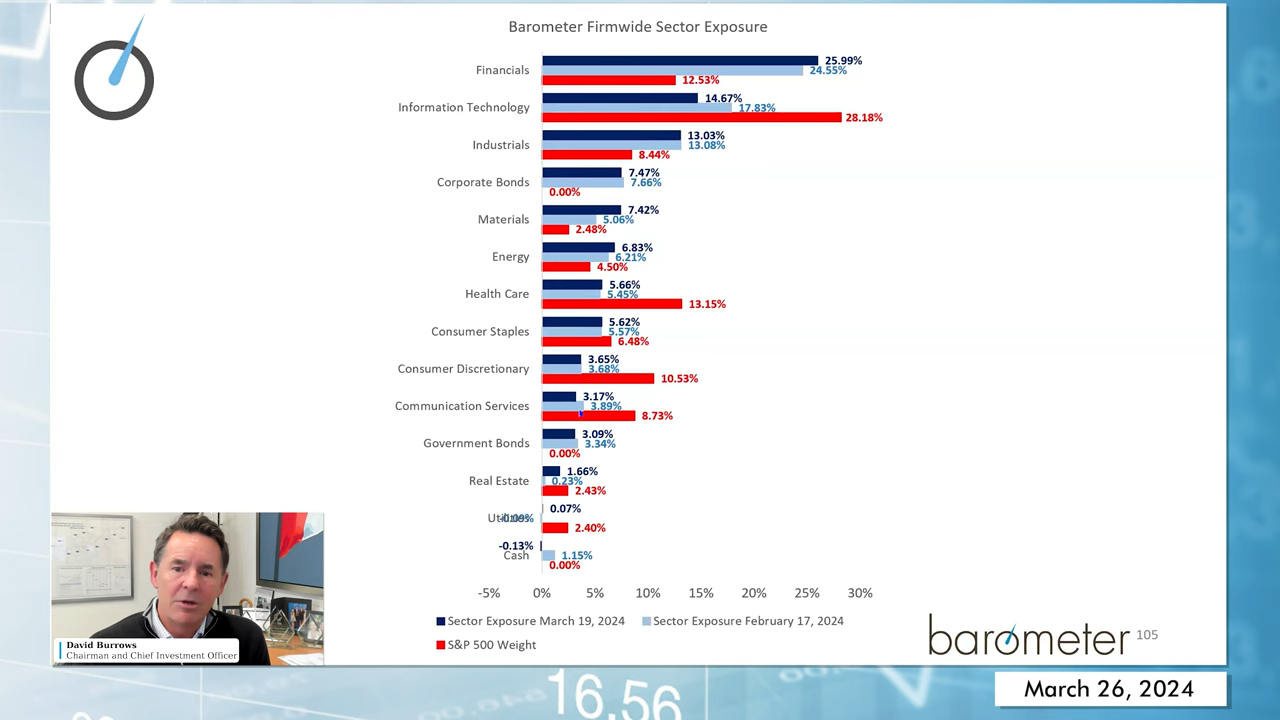 Barometer Firmwide Sector Exposure
Financials
25.99%
24.55%
12.53%
Information Technology
14.67%
17.83%
28.18%
Industrials
13.03%
13.08%
8.44%
Corporate Bonds
7.47%
7.66%
0.00%
Materials
7.42%
5.06%
2.48%
Energy
6.83%
6.21%
4.50%
Health Care
5.66%
5.45%
13.15%
Consumer Staples
5.62%
5.57%
6.48%
Consumer Discretionary
3.65%
3.68%
10.53%
Communication Services
3.17%
3.89%
8.73%
Government Bonds
3.09%
3.34%
0.00%
Real Estate
1.66%
0.23%
2.43%
Utilities
0.07%
-0.09%
2.40%
Cash
-0.13%
1.15%
0.00%
-5% 0% 5% 10% 15% 20% 25% 30%
Sector Exposure March 19, 2024 Sector Exposure February 17, 2024
S&P 500 Weight
David Burrows
Chairman and Chief Investment Officer
barometer 105
March 26, 2024
16.56